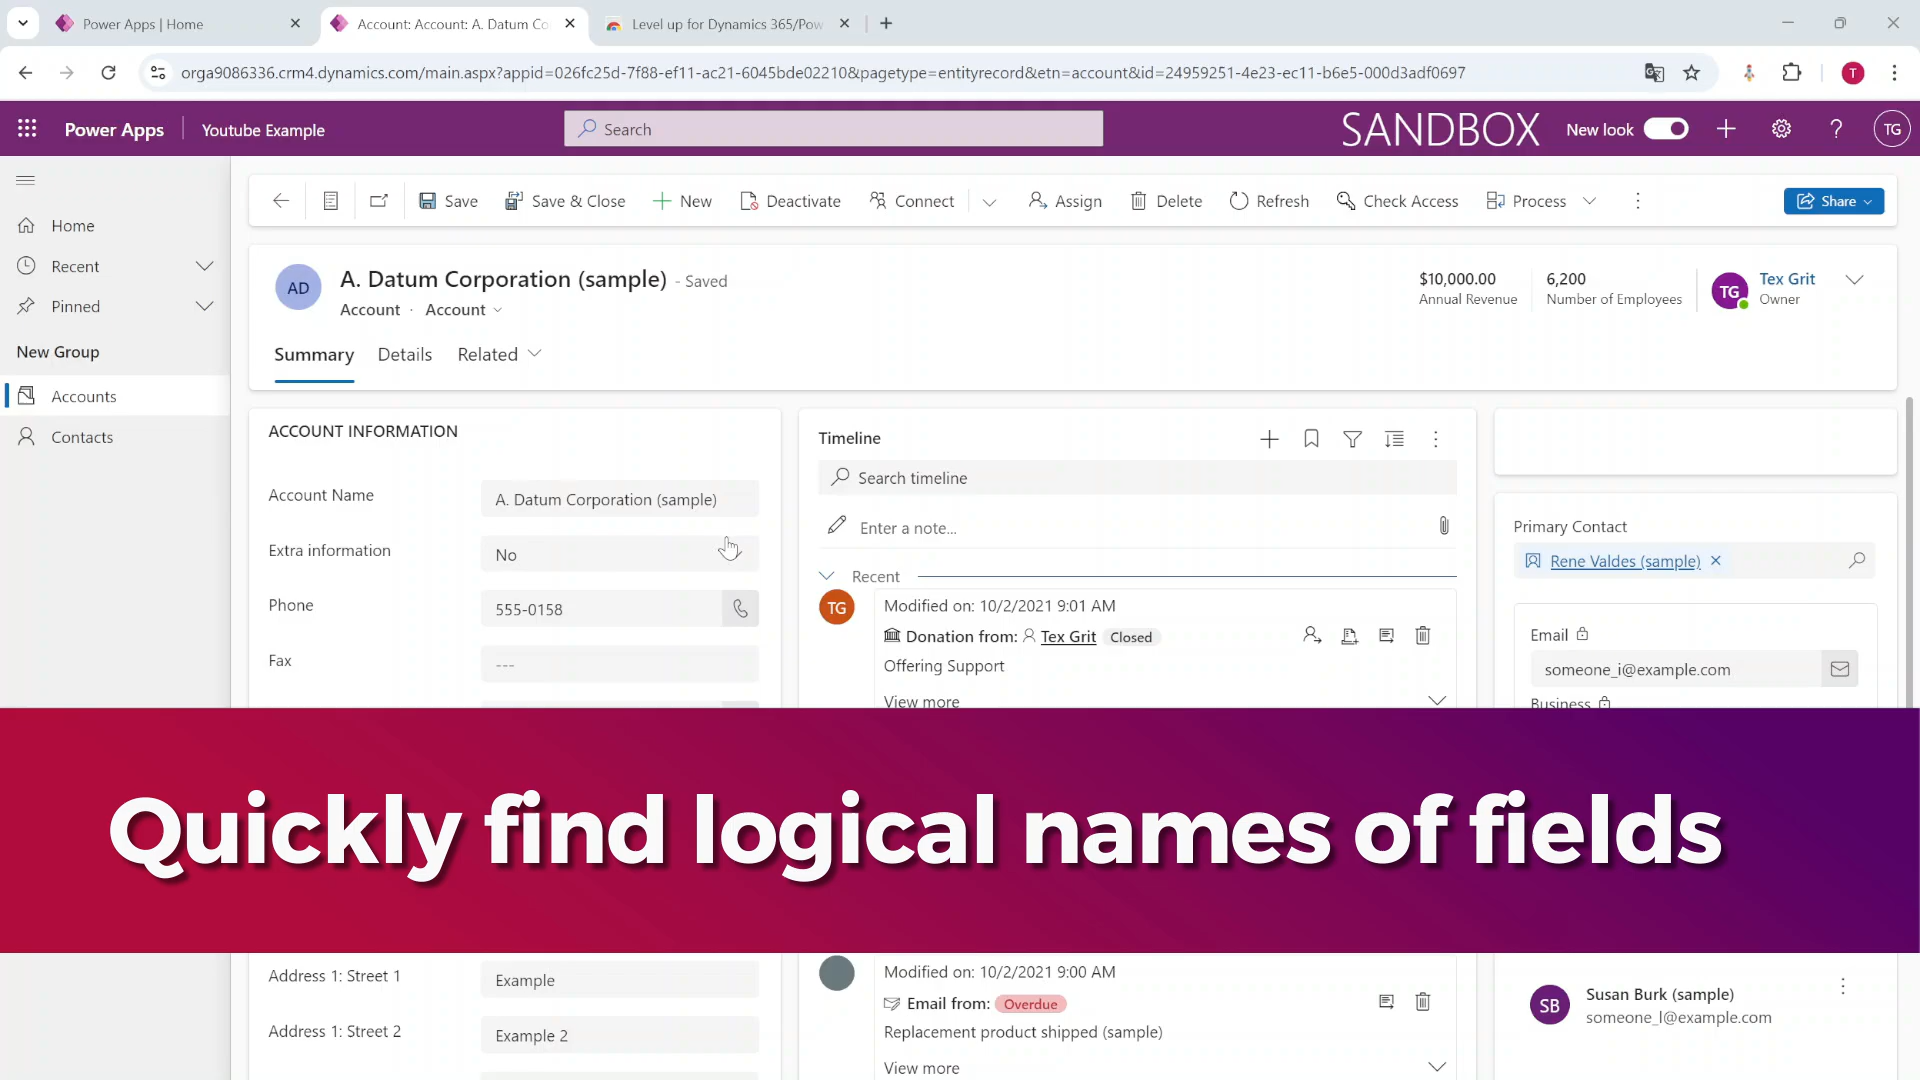 Power Apps | Home
Account: Account: A. Datum Co
Level up for Dynamics 365/Pow
orga9086336.crm4.dynamics.com/main.aspx?appid=026fc25d-7f88-ef11-ac21-6045bde02210&pagetype=entityrecord&etn=account&id=24959251-4e23-ec11-b6e5-000d3adf0697
T
Power Apps
Youtube Example
Search
SANDBOX
New look
TG
Save
Save & Close
New
Deactivate
Connect
Assign
Delete
Refresh
Check Access
Process
Share
Home
Recent
Pinned
New Group
Accounts
Contacts
AD
A. Datum Corporation (sample) - Saved
Account · Account
$10,000.00
Annual Revenue
6,200
Number of Employees
TG
Tex Grit
Owner
Summary
Details
Related
ACCOUNT INFORMATION
Account Name
A. Datum Corporation (sample)
Extra information
No
Phone
555-0158
Fax
---
Timeline
Search timeline
Enter a note...
Recent
TG
Modified on: 10/2/2021 9:01 AM
Donation from: Tex Grit Closed
Offering Support
View more
Primary Contact
Rene Valdes (sample)
Email
someone_i@example.com
Business
Quickly find logical names of fields
Address 1: Street 1
Example
Address 1: Street 2
Example 2
Modified on: 10/2/2021 9:00 AM
Email from: Overdue
Replacement product shipped (sample)
View more
SB
Susan Burk (sample)
someone_l@example.com